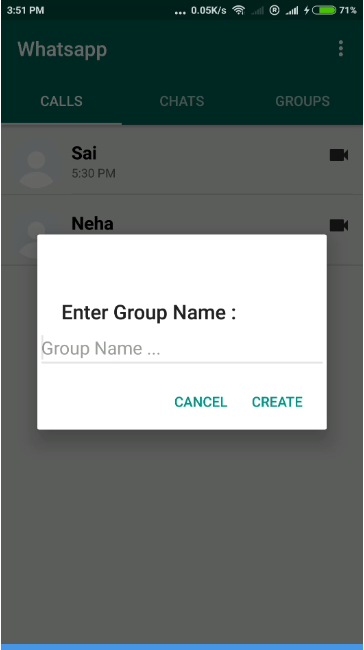 3:51 PM ... 0.05K/s ® 71%
Whatsapp
CALLS CHATS GROUPS
Sai
5:30 PM
Neha
Enter Group Name :
Group Name ...
CANCEL CREATE